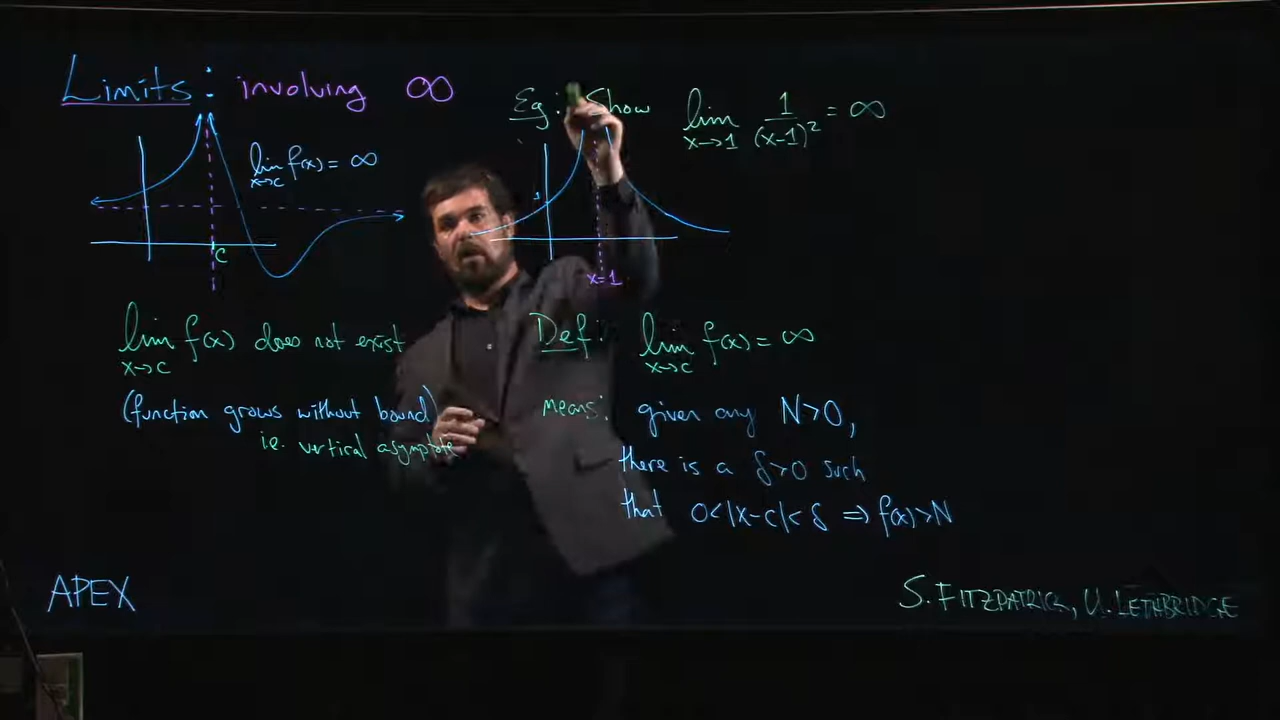 Limits: involving ∞
lim x→c f(x) = ∞
c
lim x→c f(x) does not exist
(function grows without bound)
i.e. vertical asymptote
Eg: Show lim x→1 1/(x-1)² = ∞
x=1
Def: lim x→c f(x) = ∞
means: given any N>0,
there is a δ>0 such
that 0<|x-c|<δ ⇒ f(x)>N
APEX
S. FITZPATRICK, U. LETHBRIDGE